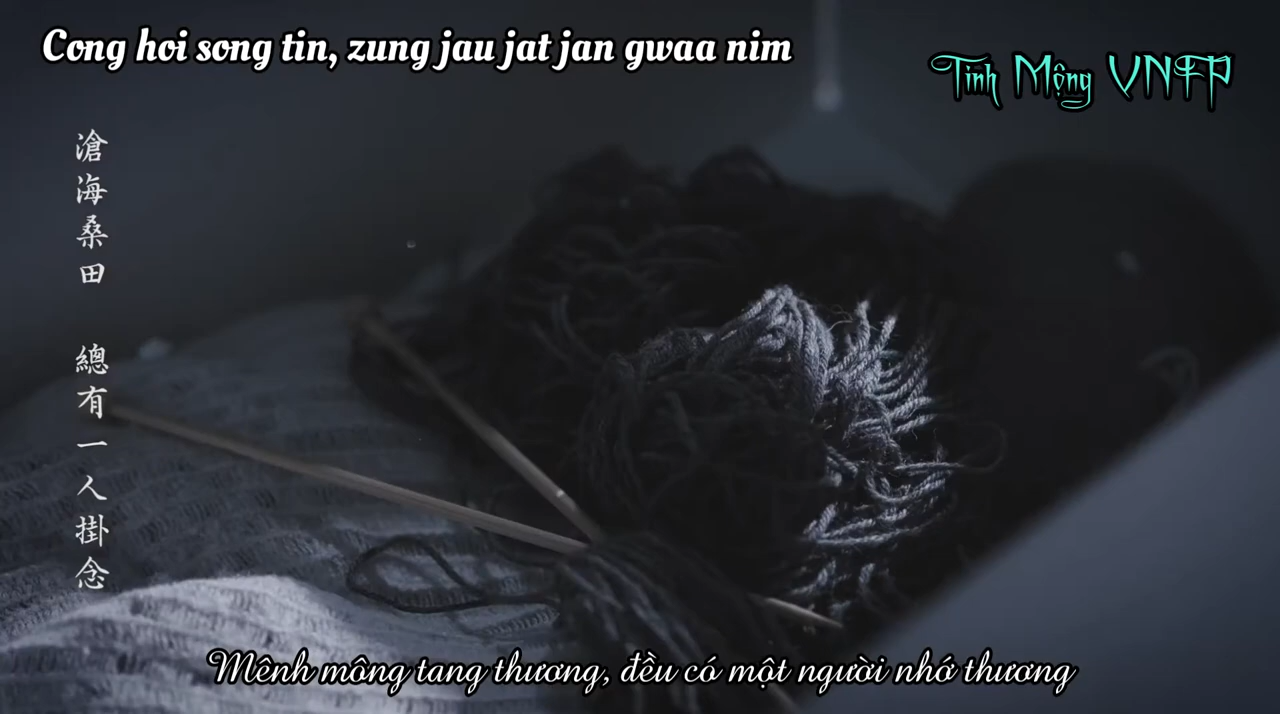 Cong hoi song tin, zung jau jat jan gwaa nim
Tinh Mộng VNFP
滄海桑田 總有一人掛念
Mênh mông tang thương, đều có một người nhớ thương